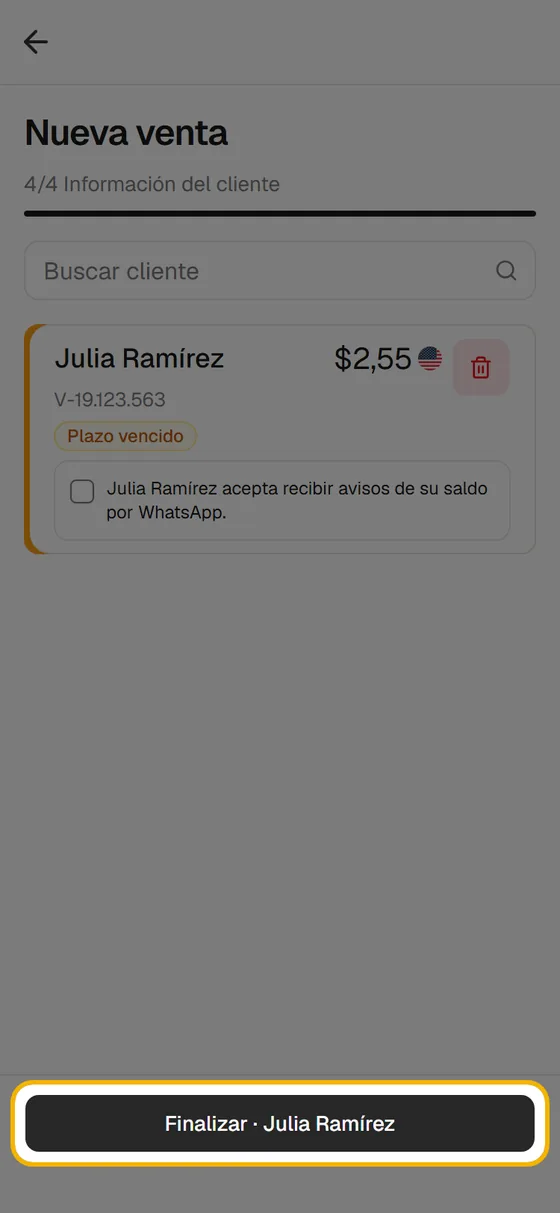 Nueva venta
4/4 Información del cliente
Buscar cliente
Julia Ramírez
$2,55
V-19.123.563
Plazo vencido
Julia Ramírez acepta recibir avisos de su saldo
por WhatsApp.
Finalizar · Julia Ramírez